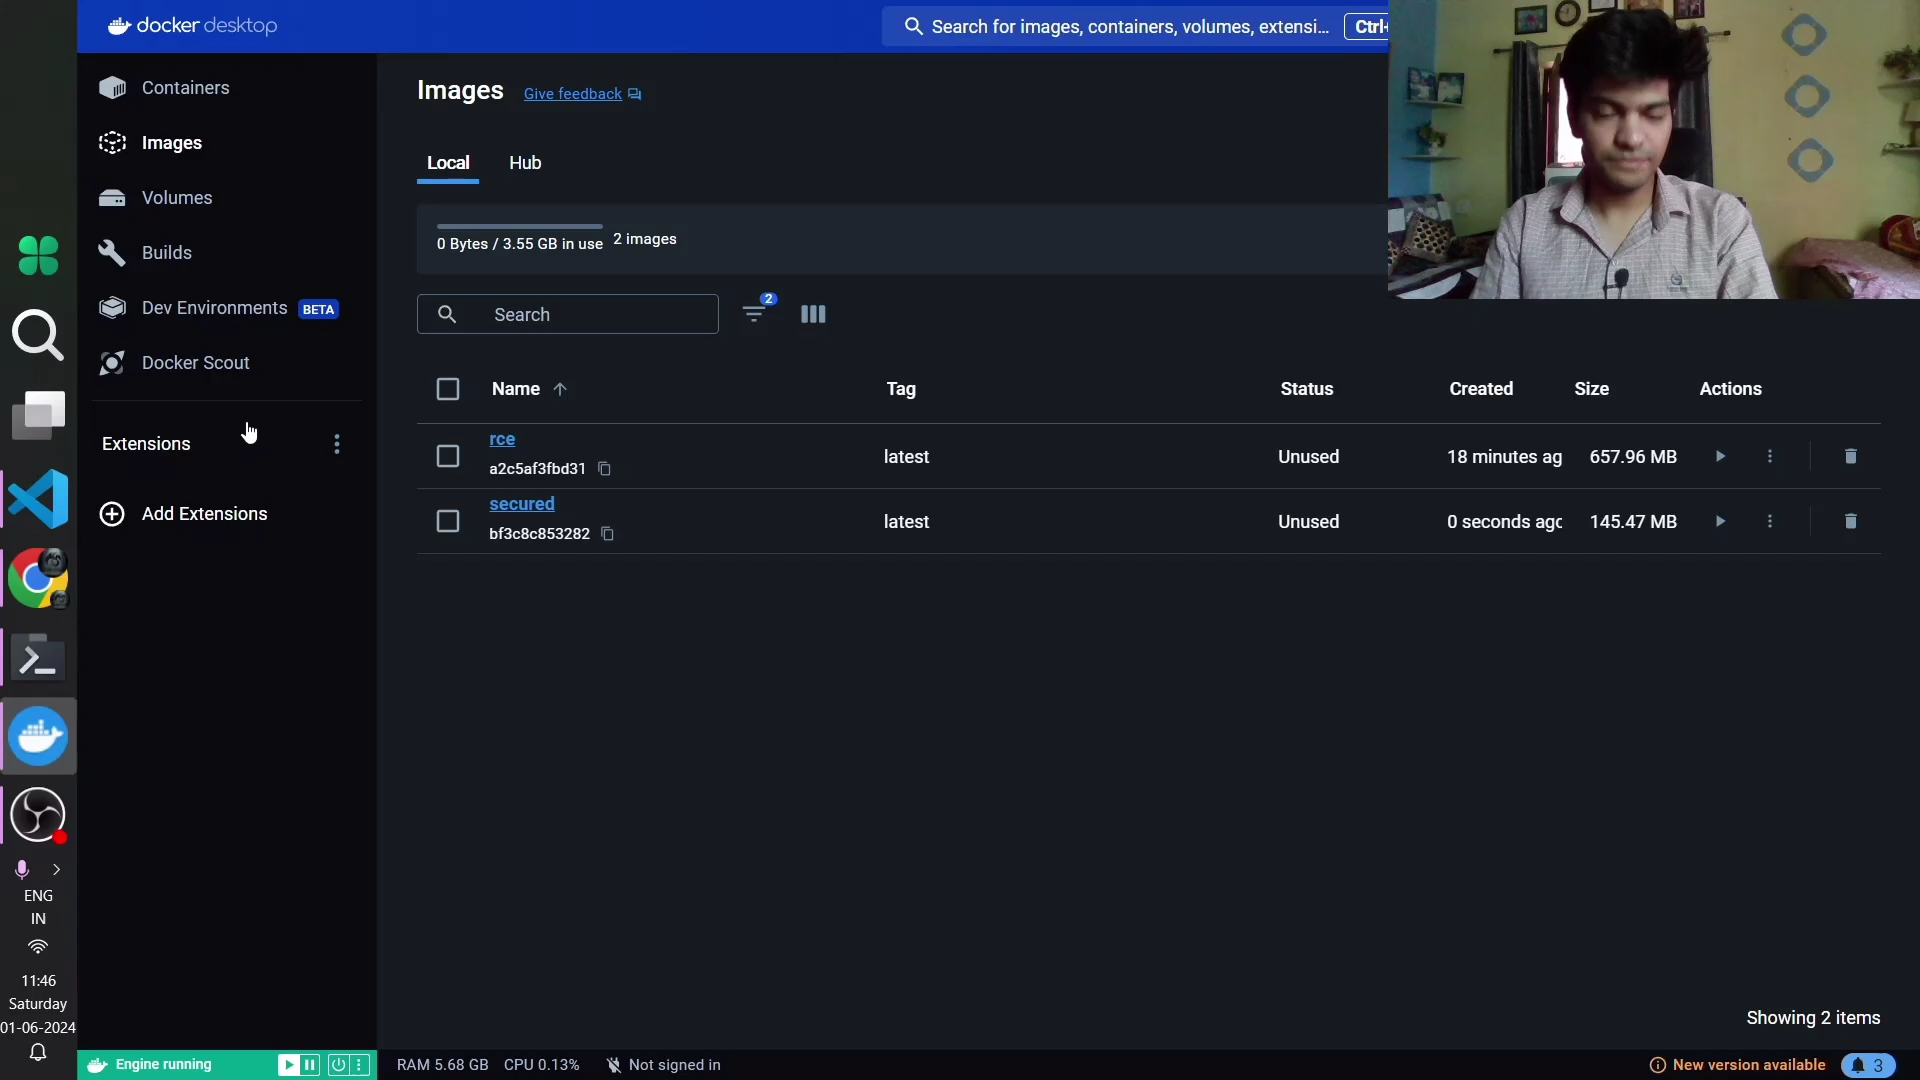 docker desktop
Search for images, containers, volumes, extensi... Ctrl+
Containers
Images
Volumes
Builds
Dev Environments BETA
Docker Scout
Extensions
Add Extensions
Images Give feedback
Local Hub
0 Bytes / 3.55 GB in use 2 images
Search 2
Name Tag Status Created Size Actions
rce
a2c5af3fbd31 latest Unused 18 minutes ag 657.96 MB
secured
bf3c8c853282 latest Unused 0 seconds agc 145.47 MB
Showing 2 items
ENG
IN
11:46
Saturday
01-06-2024
Engine running RAM 5.68 GB CPU 0.13% Not signed in New version available 3